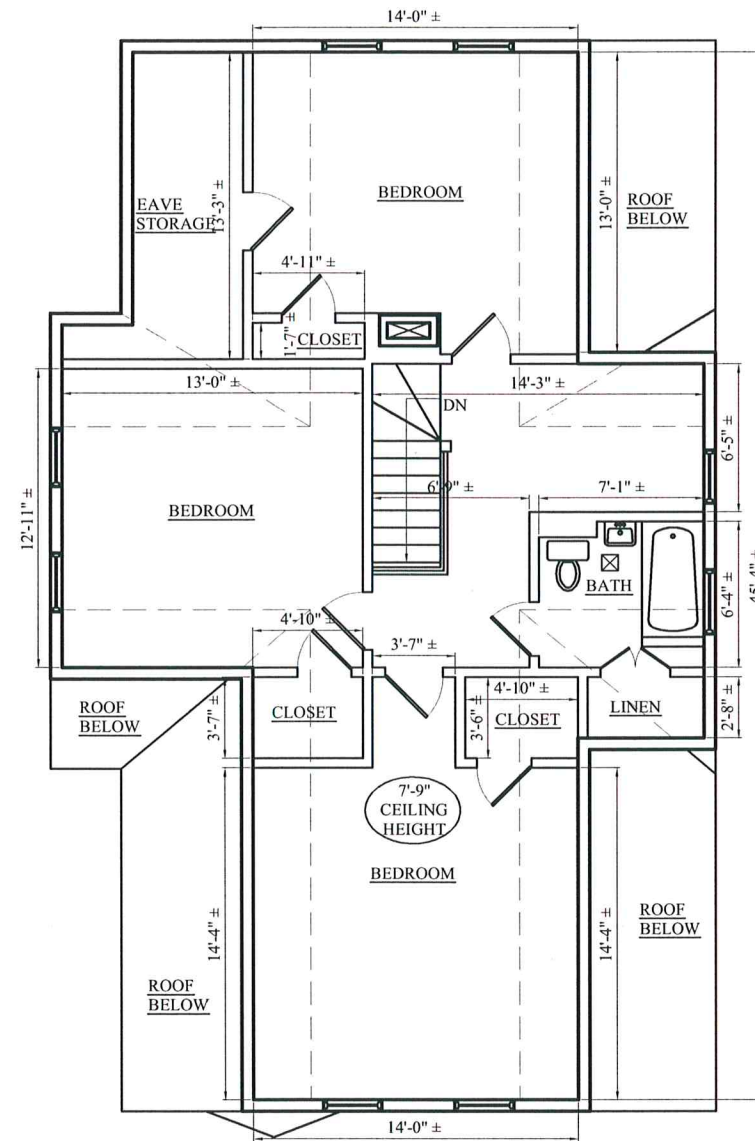 14'-0" ±
EAVE
STORAGE
13'-3" ±
BEDROOM
13'-0" ±
ROOF
BELOW
4'-11" ±
1'-7" ±
CLOSET
13'-0" ±
14'-3" ±
DN
6'-5" ±
12'-11" ±
6'-9" ±
7'-1" ±
BEDROOM
BATH
6'-4" ±
45'-4" ±
4'-10" ±
3'-7" ±
ROOF
BELOW
3'-7" ±
CLOSET
4'-10" ±
3'-6" ±
CLOSET
LINEN
2'-8" ±
7'-9"
CEILING
HEIGHT
BEDROOM
14'-4" ±
14'-4" ±
ROOF
BELOW
ROOF
BELOW
14'-0" ±